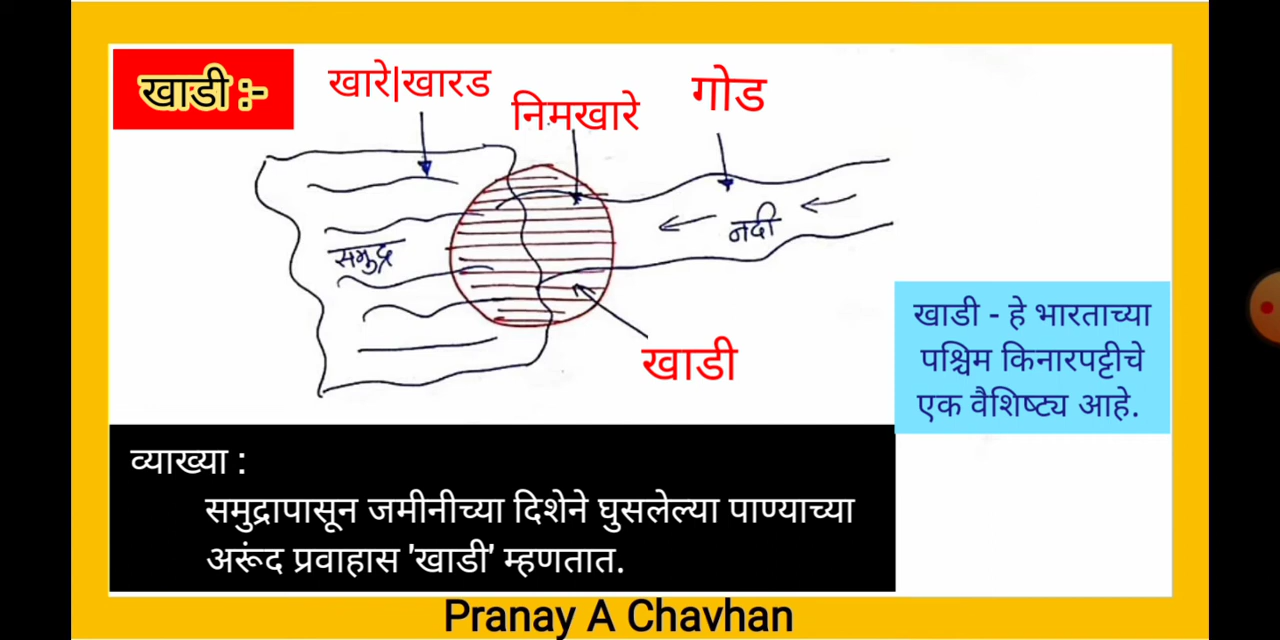 खाडी :-
खारे|खारड
निमखारे
गोड
समुद्र
नदी
खाडी
खाडी - हे भारताच्या
पश्चिम किनारपट्टीचे
एक वैशिष्ट्य आहे.
व्याख्या :
समुद्रापासून जमीनीच्या दिशेने घुसलेल्या पाण्याच्या
अरूंद प्रवाहास 'खाडी' म्हणतात.
Pranay A Chavhan